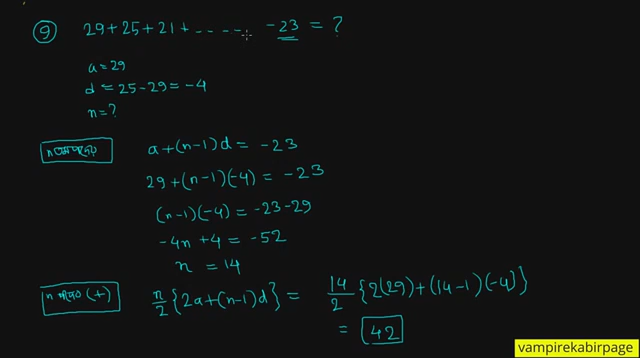 9 29+25+21+ ------ -23 = ?
a = 29
d = 25-29 = -4
n = ?
a+(n-1)d = -23
29+(n-1)(-4) = -23
(n-1)(-4) = -23-29
-4n+4 = -52
n = 14
n/2{2a+(n-1)d} = 14/2{2(29)+(14-1)(-4)}
= 42
vampirekabirpage